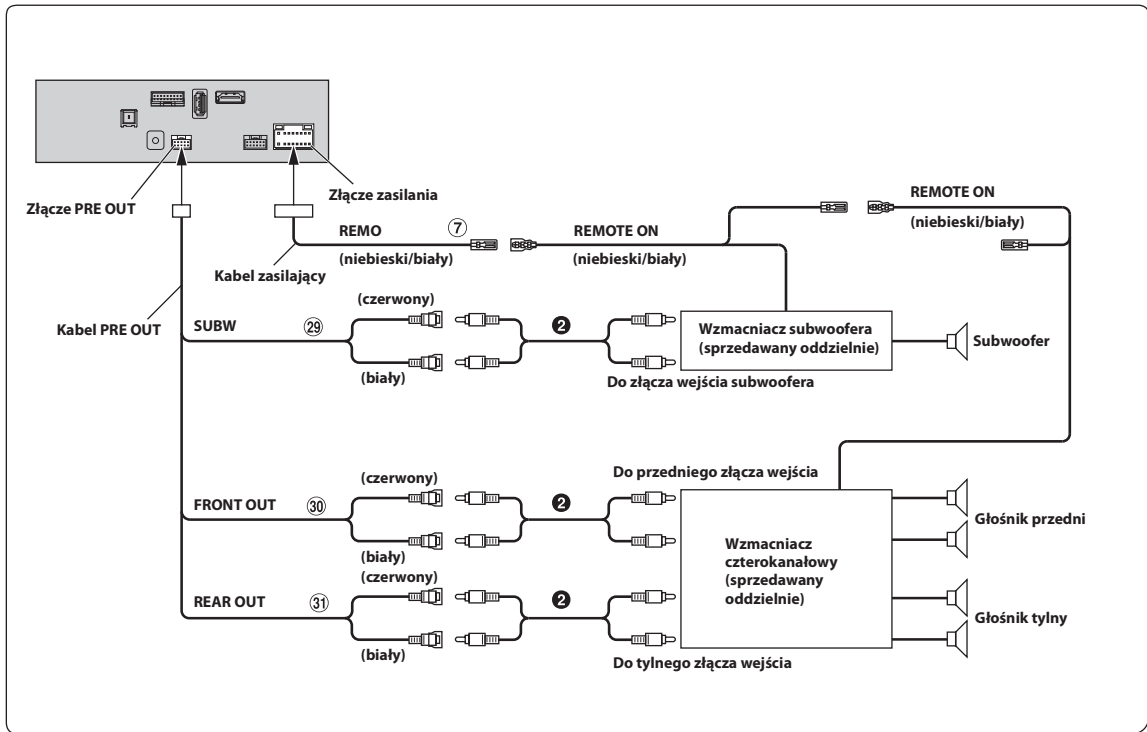 Złącze PRE OUT
Złącze zasilania
REMOTE ON
(niebieski/biały)
REMO
⑦
(niebieski/biały)
REMOTE ON
(niebieski/biały)
Kabel zasilający
Kabel PRE OUT
(czerwony)
SUBW
㉙
❷
(biały)
Wzmacniacz subwoofera
(sprzedawany oddzielnie)
Subwoofer
Do złącza wejścia subwoofera
Do przedniego złącza wejścia
(czerwony)
FRONT OUT
㉚
❷
(biały)
Głośnik przedni
Wzmacniacz
czterokanałowy
(sprzedawany
oddzielnie)
(czerwony)
REAR OUT
㉛
❷
(biały)
Głośnik tylny
Do tylnego złącza wejścia